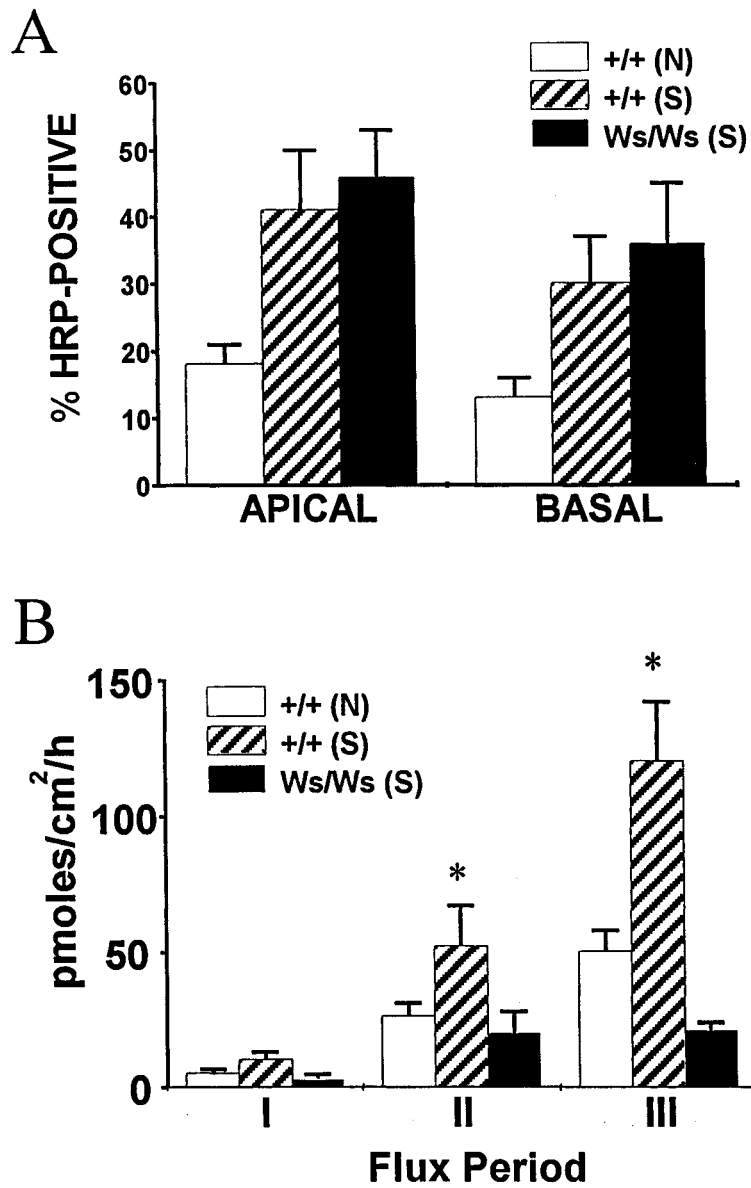 A
% HRP-POSITIVE
60
50
40
30
20
10
0
+/+ (N)
+/+ (S)
Ws/Ws (S)
APICAL
BASAL
B
pmoles/cm²/h
150
100
50
0
+/+ (N)
+/+ (S)
Ws/Ws (S)
*
*
I
II
III
Flux Period